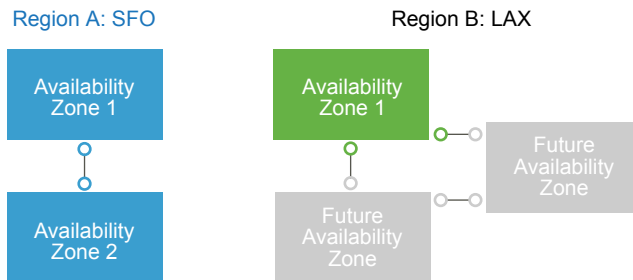 Region A: SFO
Region B: LAX
Availability
Zone 1
Availability
Zone 2
Availability
Zone 1
Future
Availability
Zone
Future
Availability
Zone